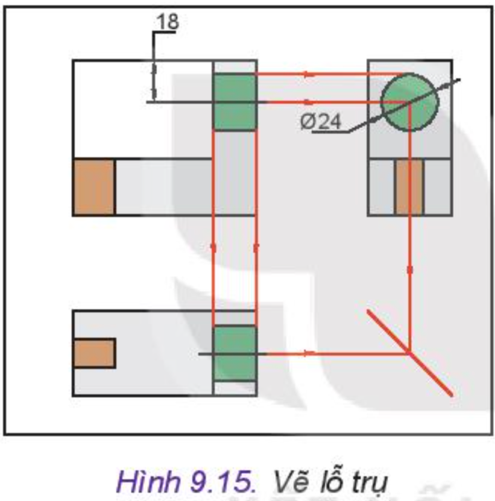 18
Ø24
Hình 9.15. Vẽ lỗ trụ